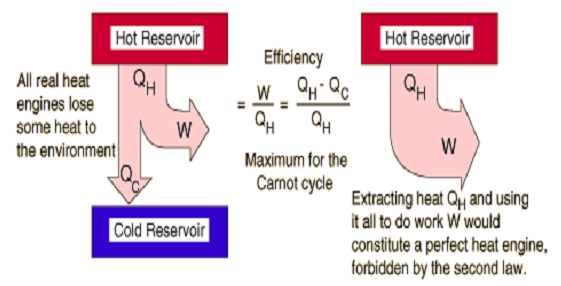 Hot Reservoir
All real heat
engines lose
some heat to
the environment
QH
W
QC
Cold Reservoir
Efficiency
= W / QH = QH - QC / QH
Maximum for the
Carnot cycle
Hot Reservoir
QH
W
Extracting heat QH and using
it all to do work W would
constitute a perfect heat engine,
forbidden by the second law.